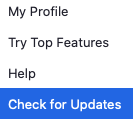 My Profile
Try Top Features
Help
Check for Updates